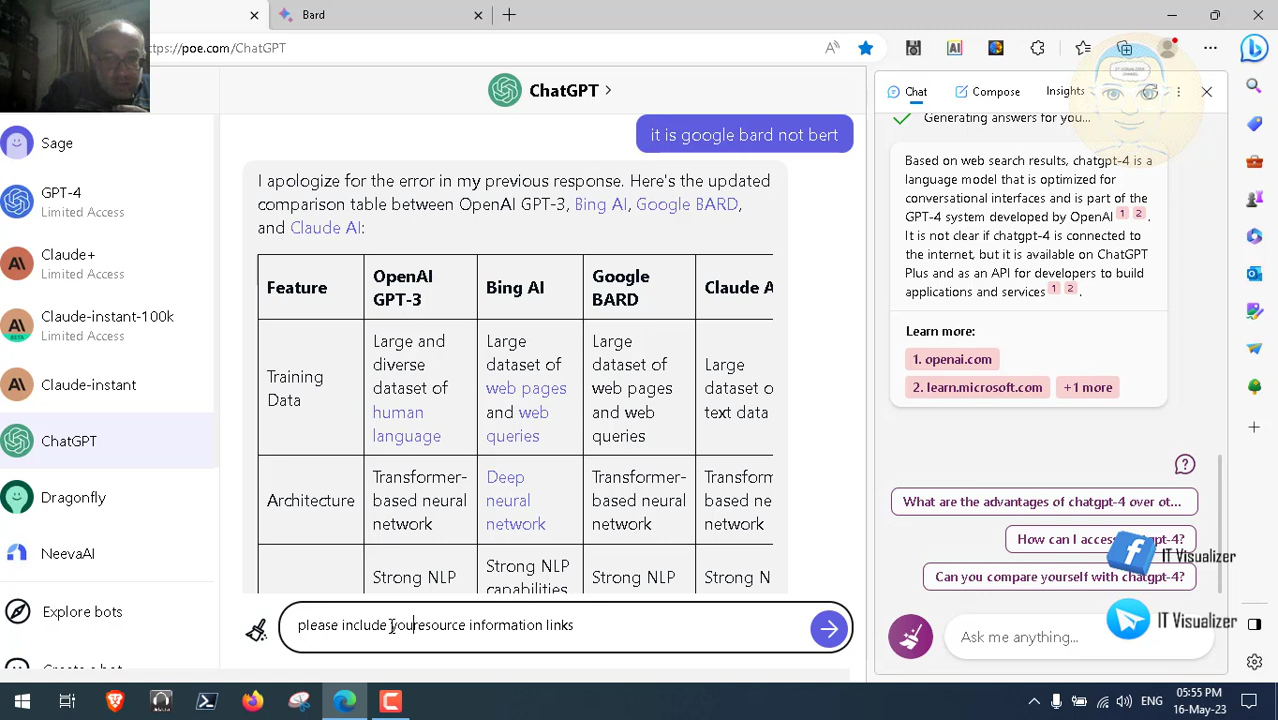 Bard
ttps://poe.com/ChatGPT
ChatGPT
Chat
Compose
Insights
Sage
GPT-4
Limited Access
Claude+
Limited Access
Claude-instant-100k
Limited Access
Claude-instant
ChatGPT
Dragonfly
NeevaAI
Explore bots
it is google bard not bert
I apologize for the error in my previous response. Here's the updated
comparison table between OpenAI GPT-3, Bing AI, Google BARD,
and Claude AI:
Feature
OpenAI
GPT-3
Bing AI
Google
BARD
Claude A
Training
Data
Large and
diverse
dataset of
human
language
Large
dataset of
web pages
and web
queries
Large
dataset of
web pages
and web
queries
Large
dataset o
text data
Architecture
Transformer-
based neural
network
Deep
neural
network
Transformer-
based neural
network
Transform
based ne
network
Strong NLP
Strong NLP
capabilities
Strong NLP
Strong N
please include youresource information links
Generating answers for you...
Based on web search results, chatgpt-4 is a
language model that is optimized for
conversational interfaces and is part of the
GPT-4 system developed by OpenAI 1 2 .
It is not clear if chatgpt-4 is connected to
the internet, but it is available on ChatGPT
Plus and as an API for developers to build
applications and services 1 2 .
Learn more:
1. openai.com
2. learn.microsoft.com
+1 more
What are the advantages of chatgpt-4 over ot...
How can I acces
pt-4?
Can you compare yourself with chatgpt-4?
Ask me anything...
IT Visualizer
IT Visualizer
ENG
05:55 PM
16-May-23